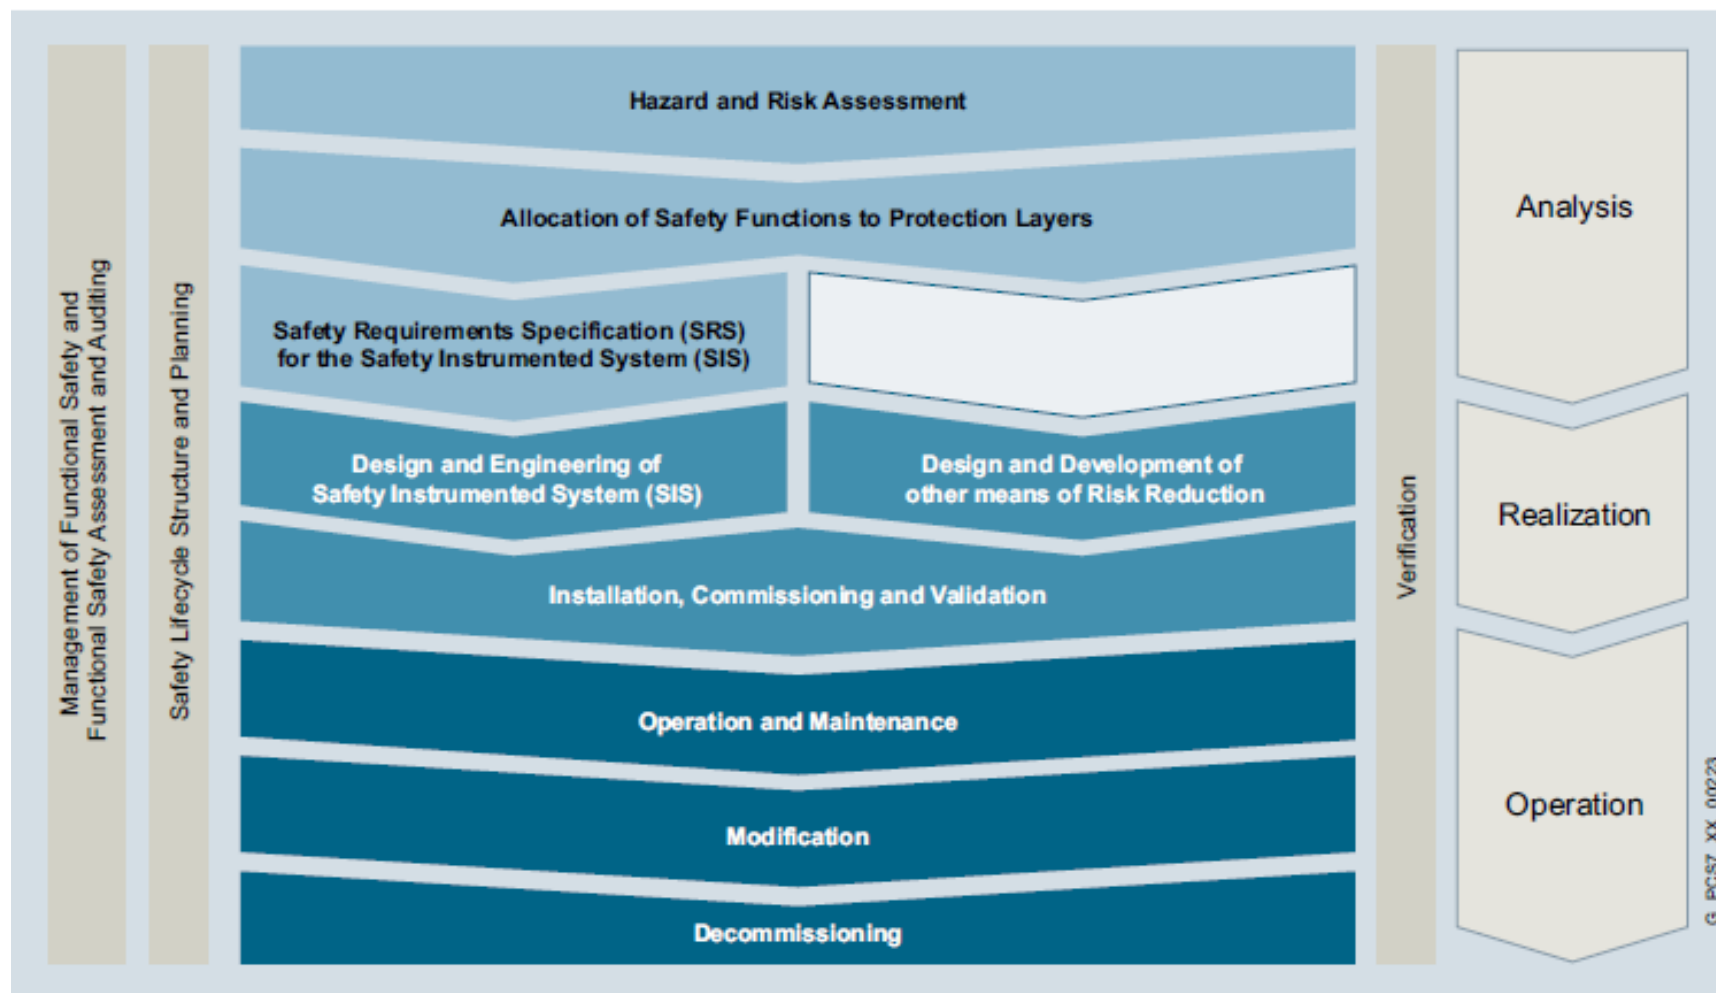 Management of Functional Safety and
Functional Safety Assessment and Auditing
Safety Lifecycle Structure and Planning
Hazard and Risk Assessment
Allocation of Safety Functions to Protection Layers
Safety Requirements Specification (SRS)
for the Safety Instrumented System (SIS)
Design and Engineering of
Safety Instrumented System (SIS)
Design and Development of
other means of Risk Reduction
Installation, Commissioning and Validation
Operation and Maintenance
Modification
Decommissioning
Verification
Analysis
Realization
Operation
G_PCS7_XX_00223